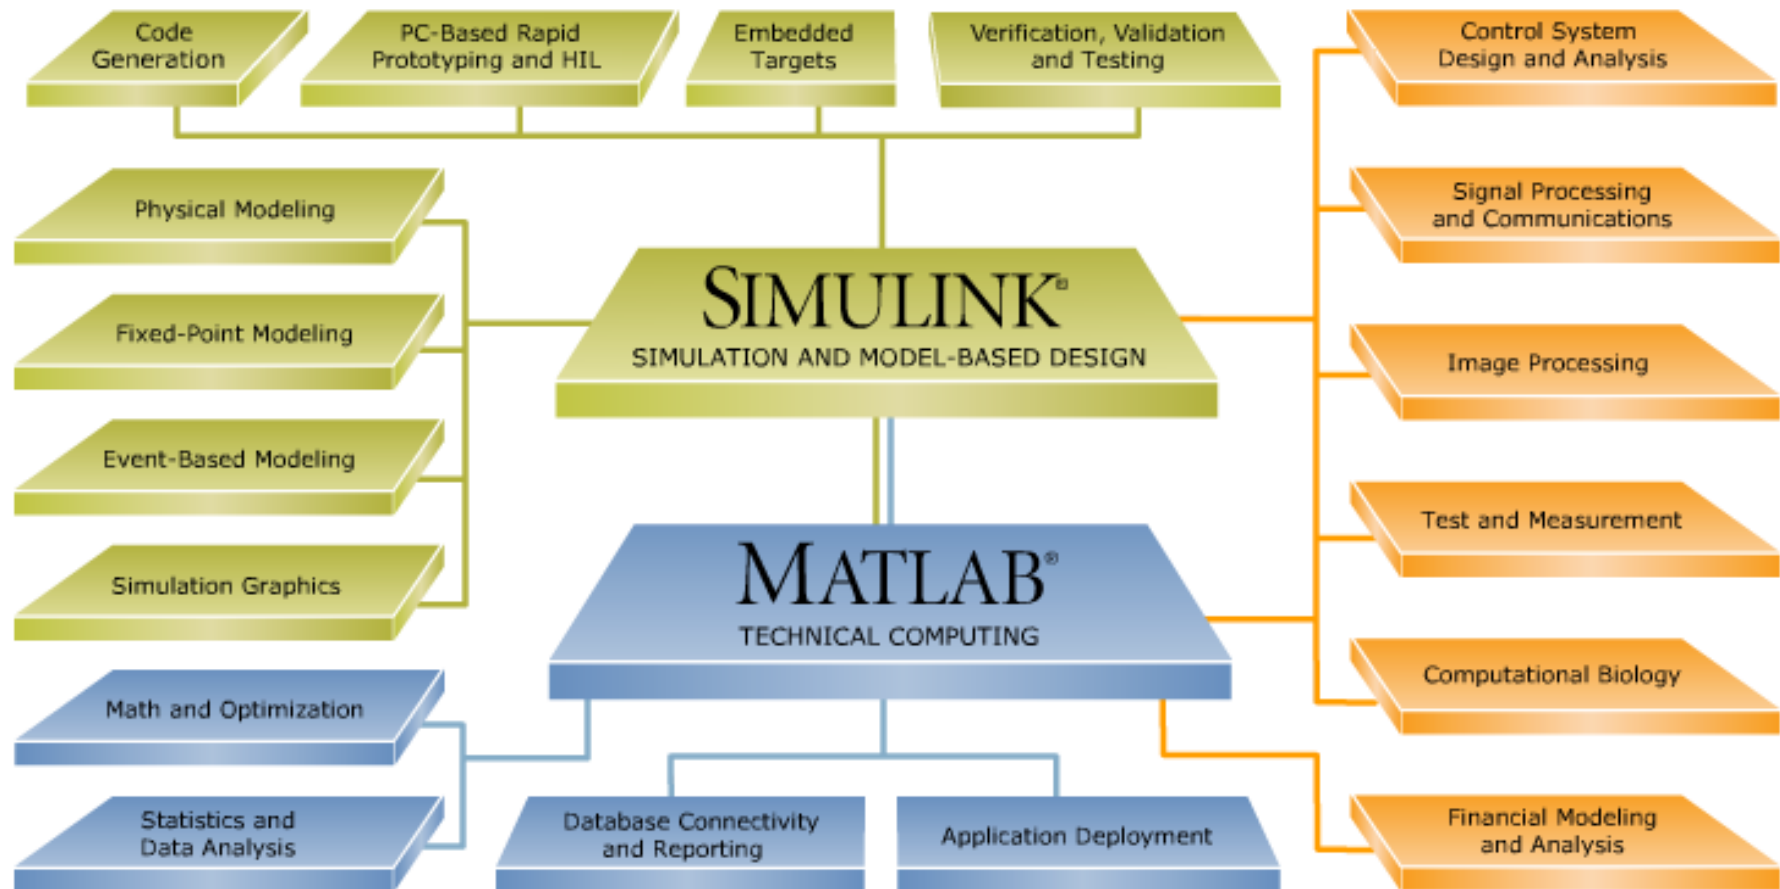 Code
Generation
PC-Based Rapid
Prototyping and HIL
Embedded
Targets
Verification, Validation
and Testing
Control System
Design and Analysis
Physical Modeling
Signal Processing
and Communications
SIMULINK®
SIMULATION AND MODEL-BASED DESIGN
Fixed-Point Modeling
Image Processing
Event-Based Modeling
Test and Measurement
Simulation Graphics
MATLAB®
TECHNICAL COMPUTING
Math and Optimization
Computational Biology
Statistics and
Data Analysis
Database Connectivity
and Reporting
Application Deployment
Financial Modeling
and Analysis